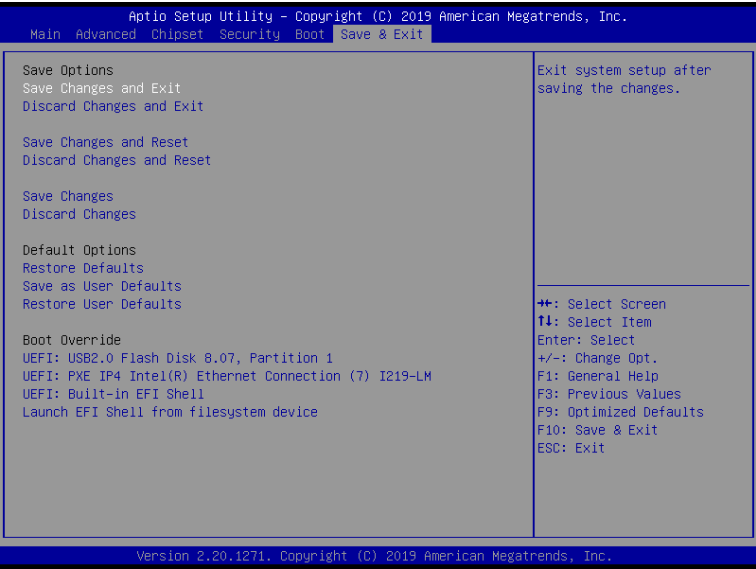 Aptio Setup Utility – Copyright (C) 2019 American Megatrends, Inc.
Main Advanced Chipset Security Boot Save & Exit
Save Options
Save Changes and Exit
Discard Changes and Exit
Save Changes and Reset
Discard Changes and Reset
Save Changes
Discard Changes
Default Options
Restore Defaults
Save as User Defaults
Restore User Defaults
Boot Override
UEFI: USB2.0 Flash Disk 8.07, Partition 1
UEFI: PXE IP4 Intel(R) Ethernet Connection (7) I219-LM
UEFI: Built-in EFI Shell
Launch EFI Shell from filesystem device
Exit system setup after
saving the changes.
→←: Select Screen
↑↓: Select Item
Enter: Select
+/-: Change Opt.
F1: General Help
F3: Previous Values
F9: Optimized Defaults
F10: Save & Exit
ESC: Exit
Version 2.20.1271. Copyright (C) 2019 American Megatrends, Inc.